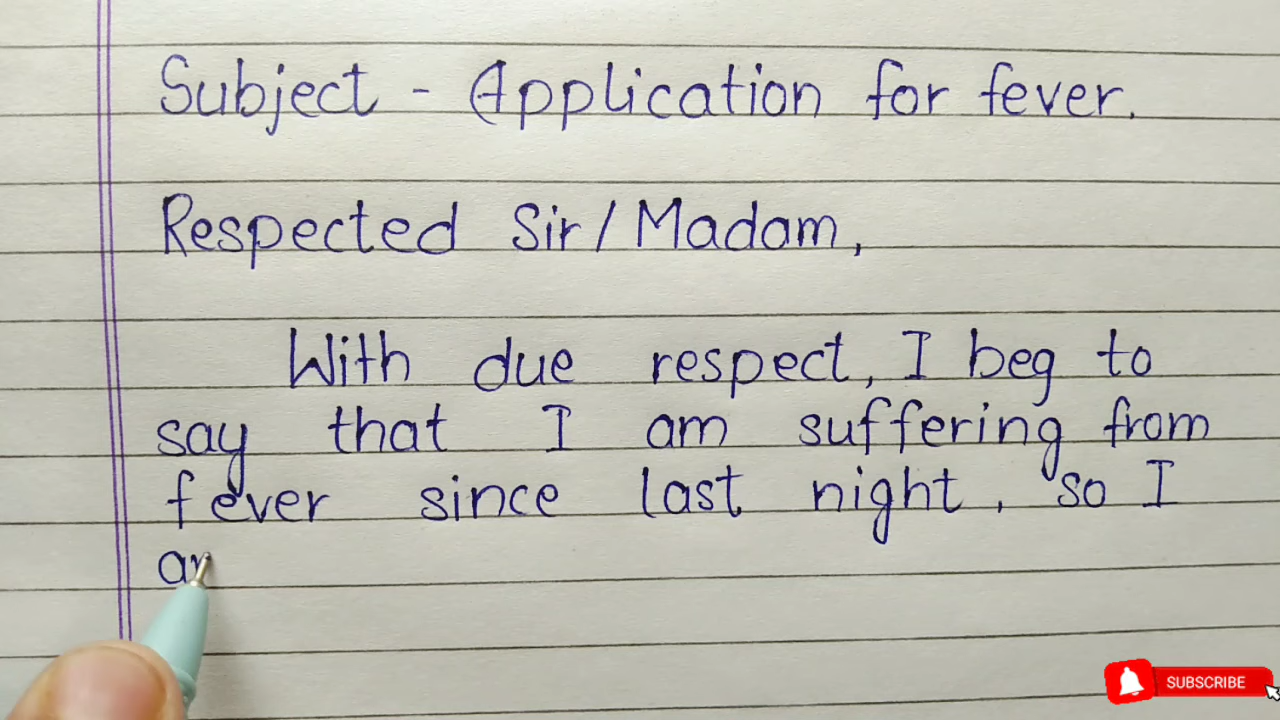 Subject - Application for fever.
Respected Sir/Madam,
With due respect, I beg to
say that I am suffering from
fever since last night, so I
SUBSCRIBE